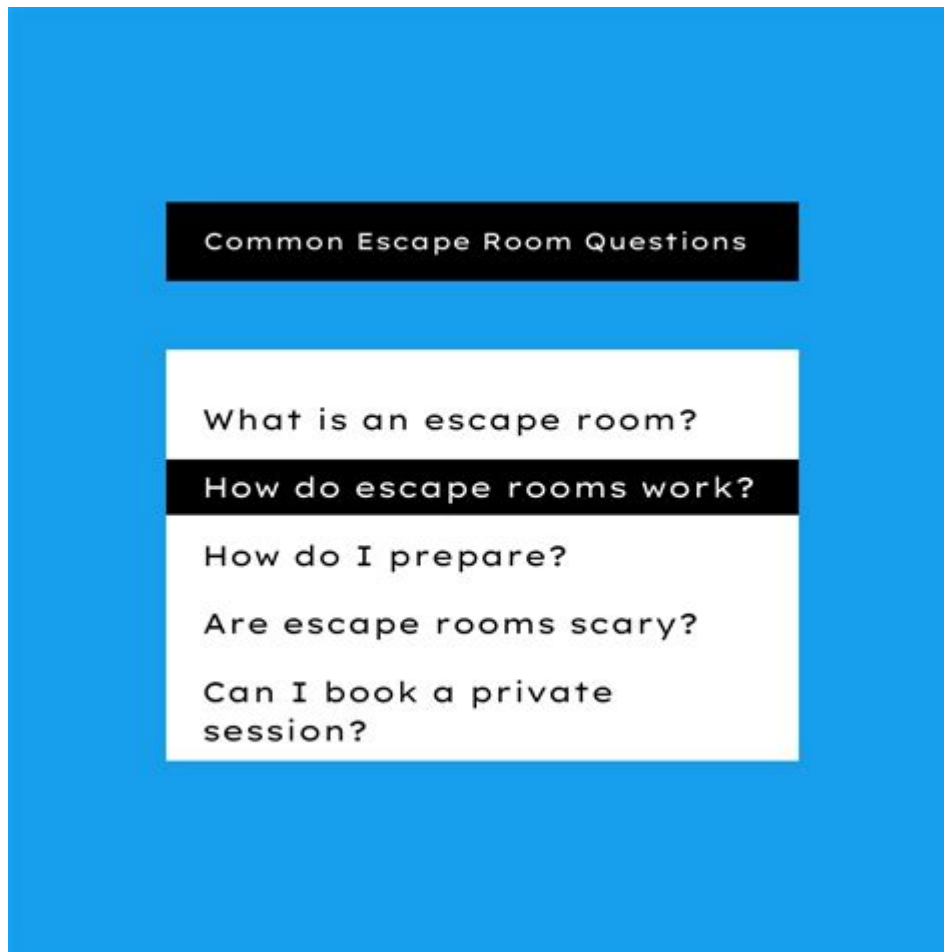 Common Escape Room Questions
What is an escape room?
How do escape rooms work?
How do I prepare?
Are escape rooms scary?
Can I book a private
session?